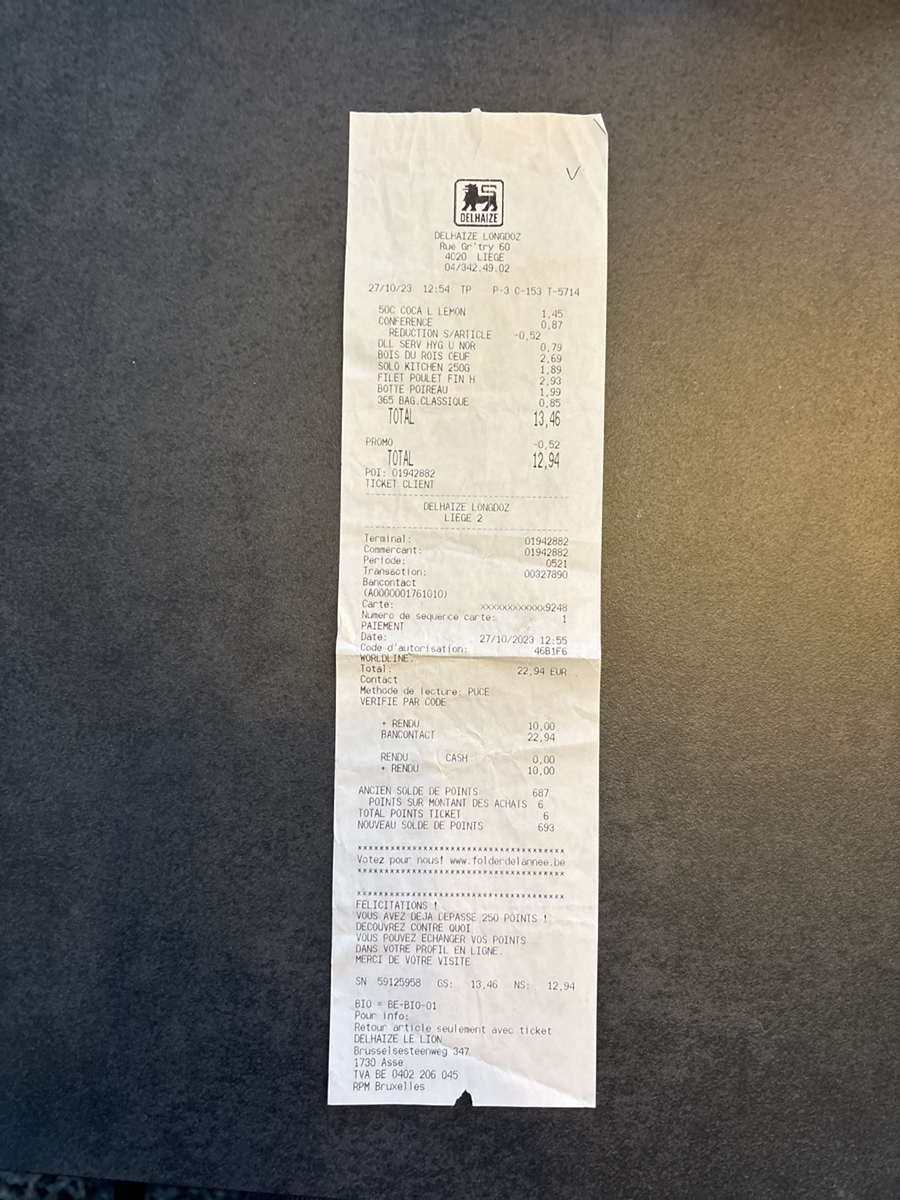 DELHAIZE
DELHAIZE LONGDOZ
Rue Gr'try 60
4020 LIEGE
04/342.49.02
27/10/23 12:54 TP P-3 C-153 T-5714
50C COCA L LEMON 1,45
CONFERENCE 0,87
REDUCTION S/ARTICLE -0,52
DLL SERV HYG U NOR 0,79
BOIS DU ROIS OEUF 2,69
SOLO KITCHEN 250G 1,89
FILET POULET FIN H 2,93
BOTTE POIREAU 1,99
365 BAG.CLASSIQUE 0,85
TOTAL 13,46
PROMO -0,52
TOTAL 12,94
POI: 01942882
TICKET CLIENT
DELHAIZE LONGDOZ
LIEGE 2
Terminal: 01942882
Commercant: 01942882
Periode: 0521
Transaction: 00327890
Bancontact
(A0000001761010)
Carte: xxxxxxxxxxxx9248
Numero de sequence carte: 1
PAIEMENT
Date: 27/10/2023 12:55
Code d'autorisation: 46B1F6
WORLDLINE.
Total: 22,94 EUR
Contact
Methode de lecture: PUCE
VERIFIE PAR CODE
+ RENDU 10,00
BANCONTACT 22,94
RENDU CASH 0,00
+ RENDU 10,00
ANCIEN SOLDE DE POINTS 687
POINTS SUR MONTANT DES ACHATS 6
TOTAL POINTS TICKET 6
NOUVEAU SOLDE DE POINTS 693
***************************************
Votez pour nous! www.folderdelannee.be
***************************************
***************************************
FELICITATIONS !
VOUS AVEZ DEJA DEPASSE 250 POINTS !
DECOUVREZ CONTRE QUOI
VOUS POUVEZ ECHANGER VOS POINTS
DANS VOTRE PROFIL EN LIGNE.
MERCI DE VOTRE VISITE
SN 59125958 GS: 13,46 NS: 12,94
BIO = BE-BIO-01
Pour info:
Retour article seulement avec ticket
DELHAIZE LE LION
Brusselsesteenweg 347
1730 Asse
TVA BE 0402 206 045
RPM Bruxelles